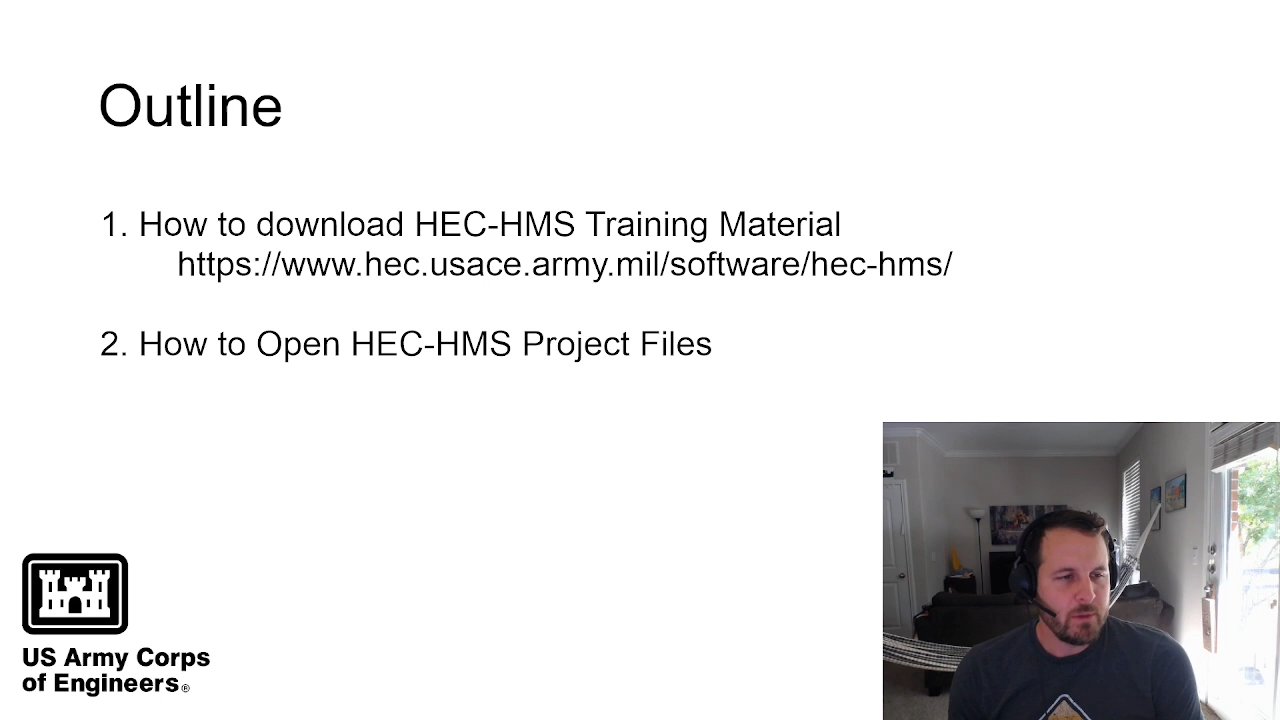 Outline
1. How to download HEC-HMS Training Material
https://www.hec.usace.army.mil/software/hec-hms/
2. How to Open HEC-HMS Project Files
US Army Corps
of Engineers®